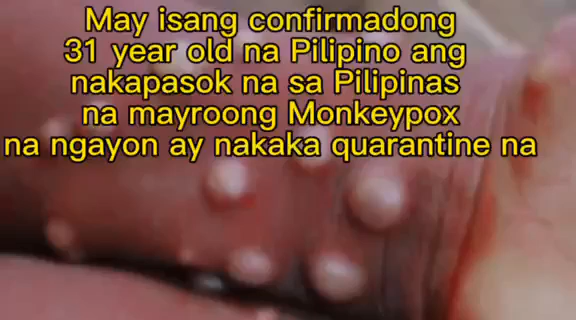 May isang confirmadong
31 year old na Pilipino ang
nakapasok na sa Pilipinas
na mayroong Monkeypox
na ngayon ay nakaka quarantine na